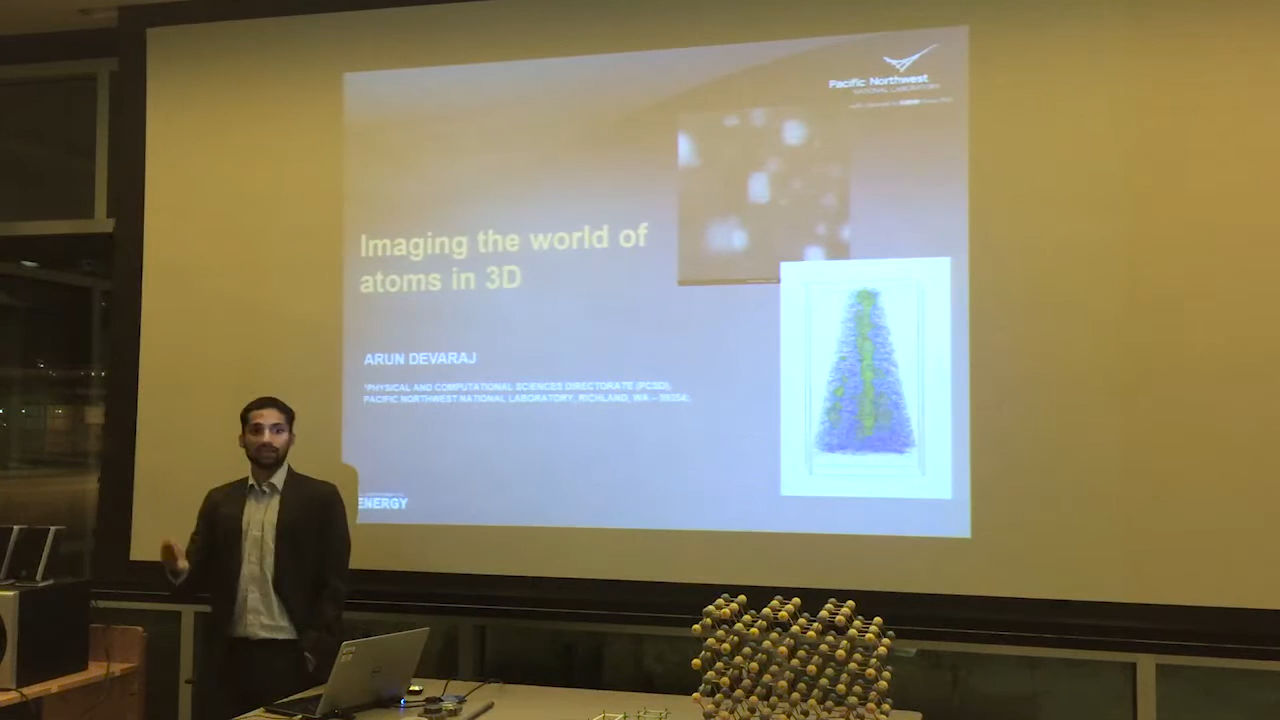 Pacific Northwest
NATIONAL LABORATORY
Imaging the world of
atoms in 3D
ARUN DEVARAJ
PHYSICAL AND COMPUTATIONAL SCIENCES DIRECTORATE (PCSD),
PACIFIC NORTHWEST NATIONAL LABORATORY, RICHLAND, WA – 99354;
ENERGY